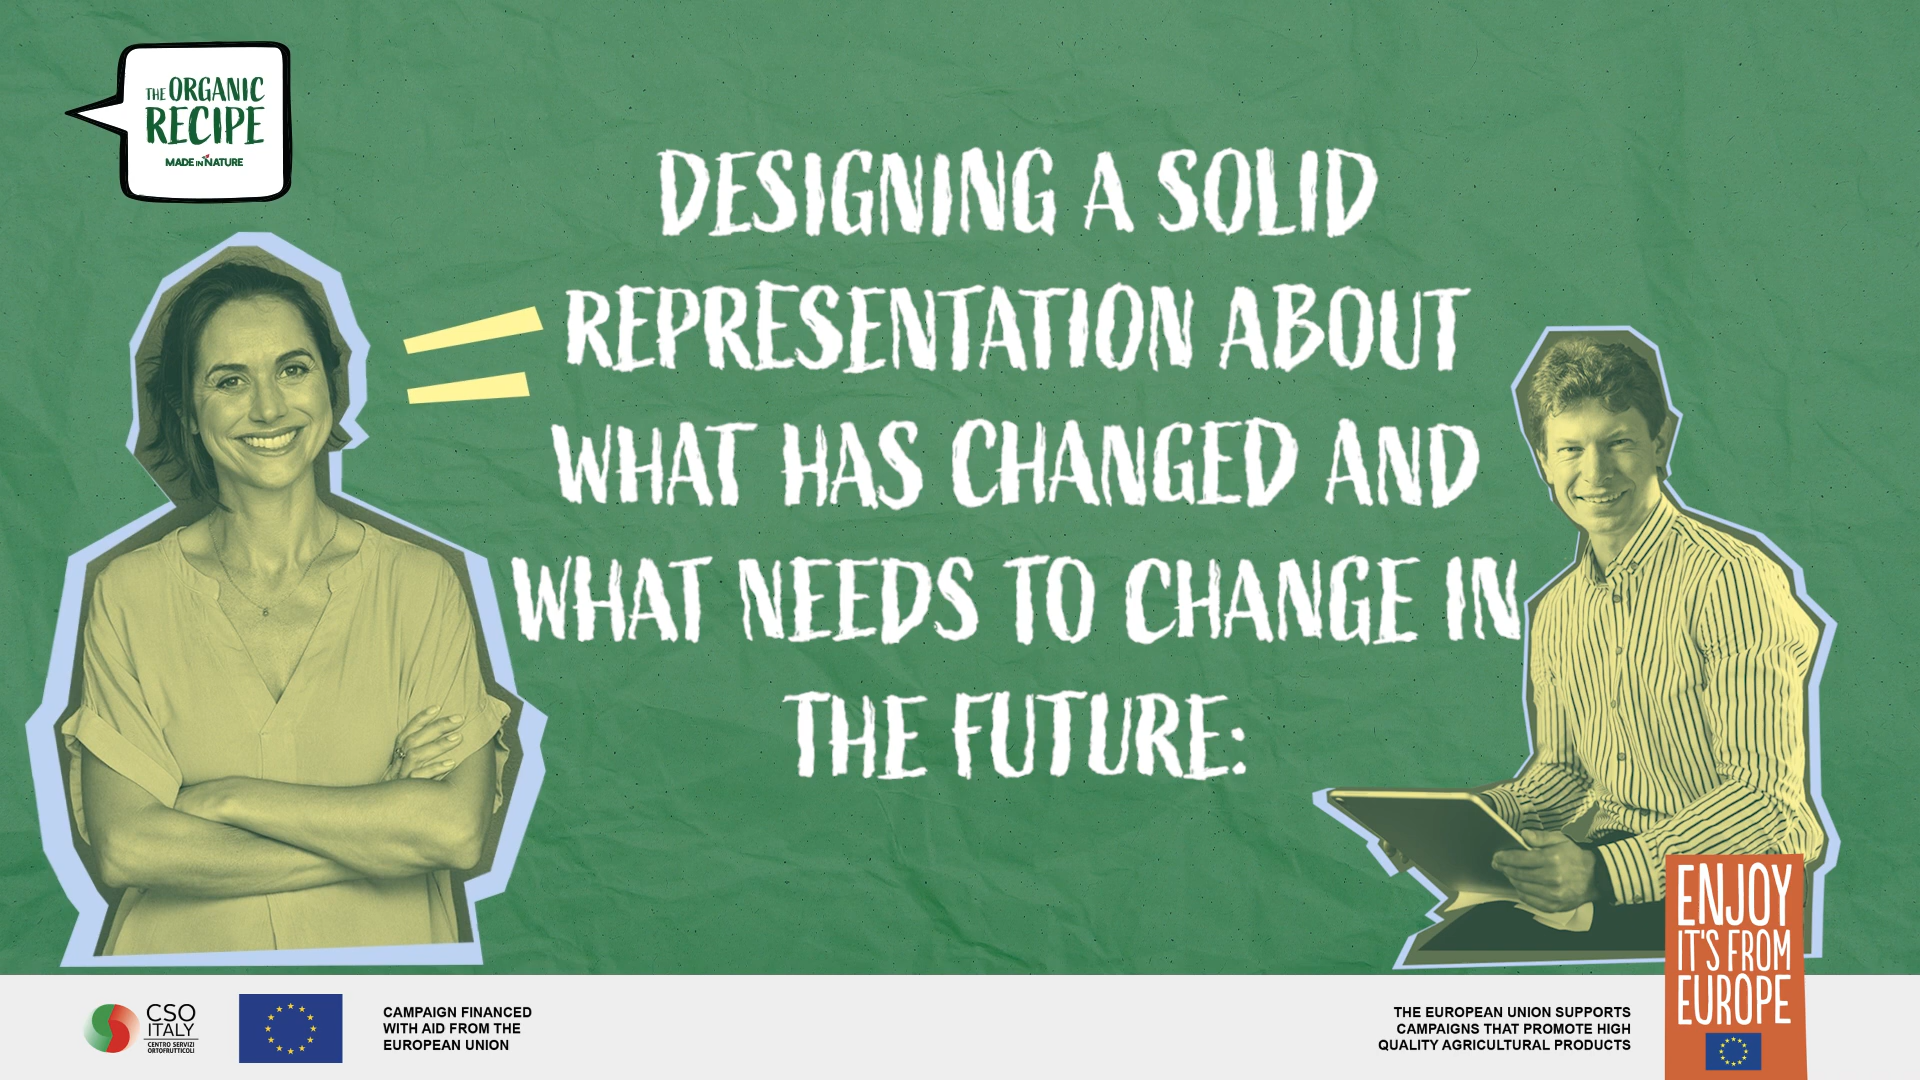 THE ORGANIC
RECIPE
MADE IN NATURE
DESIGNING A SOLID
REPRESENTATION ABOUT
WHAT HAS CHANGED AND
WHAT NEEDS TO CHANGE IN
THE FUTURE:
CSO
ITALY
CENTRO SERVIZI
ORTOFRUTTICOLI
CAMPAIGN FINANCED
WITH AID FROM THE
EUROPEAN UNION
THE EUROPEAN UNION SUPPORTS
CAMPAIGNS THAT PROMOTE HIGH
QUALITY AGRICULTURAL PRODUCTS
ENJOY
IT'S FROM
EUROPE